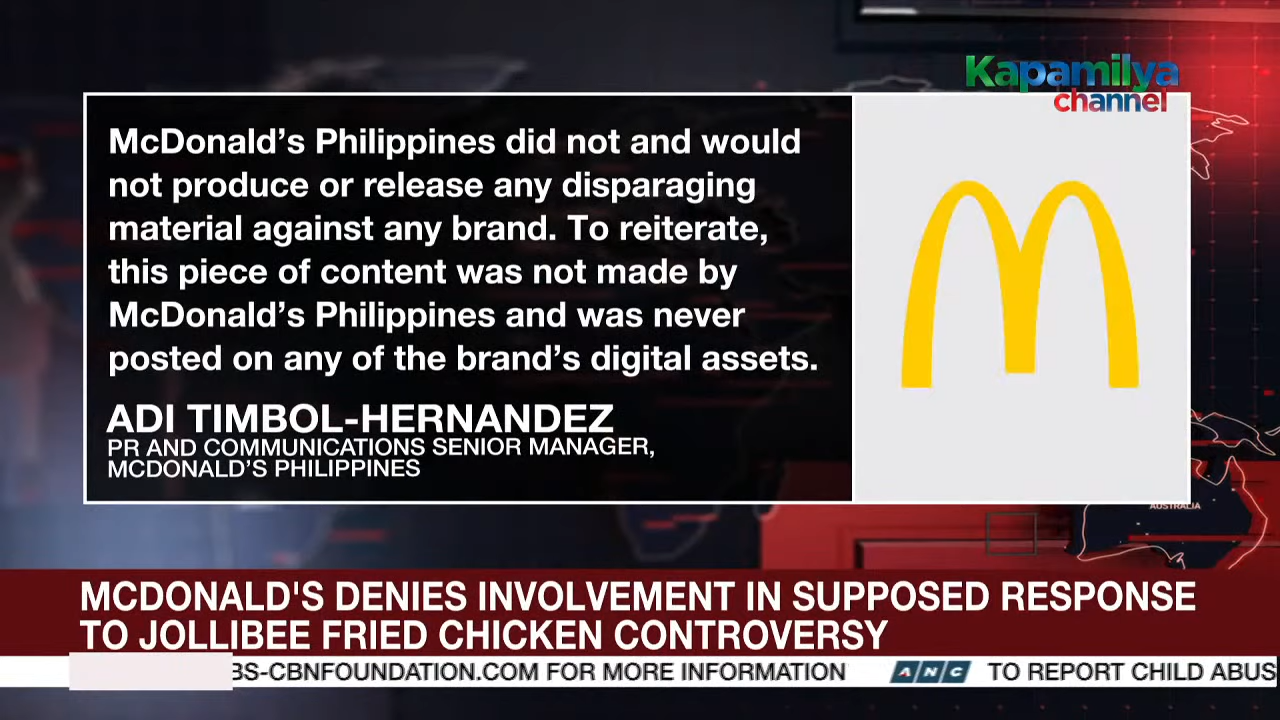 Kapamilya
channel
McDonald's Philippines did not and would
not produce or release any disparaging
material against any brand. To reiterate,
this piece of content was not made by
McDonald's Philippines and was never
posted on any of the brand's digital assets.
ADI TIMBOL-HERNANDEZ
PR AND COMMUNICATIONS SENIOR MANAGER,
MCDONALD'S PHILIPPINES
AUSTRALIA
MCDONALD'S DENIES INVOLVEMENT IN SUPPOSED RESPONSE
TO JOLLIBEE FRIED CHICKEN CONTROVERSY
BS-CBNFOUNDATION.COM FOR MORE INFORMATION ANC TO REPORT CHILD ABUS